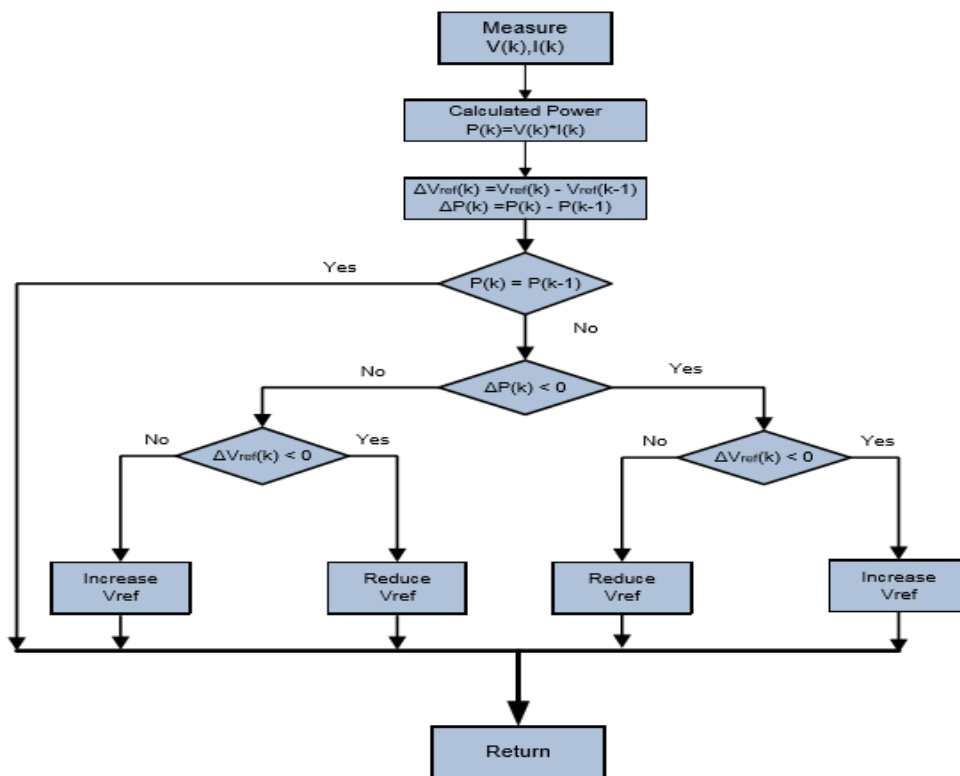 Measure
V(k),I(k)
Calculated Power
P(k)=V(k)*I(k)
ΔVref(k) =Vref(k) - Vref(k-1)
ΔP(k) =P(k) - P(k-1)
Yes
P(k) = P(k-1)
No
No
ΔP(k) < 0
Yes
No
ΔVref(k) < 0
Yes
No
ΔVref(k) < 0
Yes
Increase
Vref
Reduce
Vref
Reduce
Vref
Increase
Vref
Return